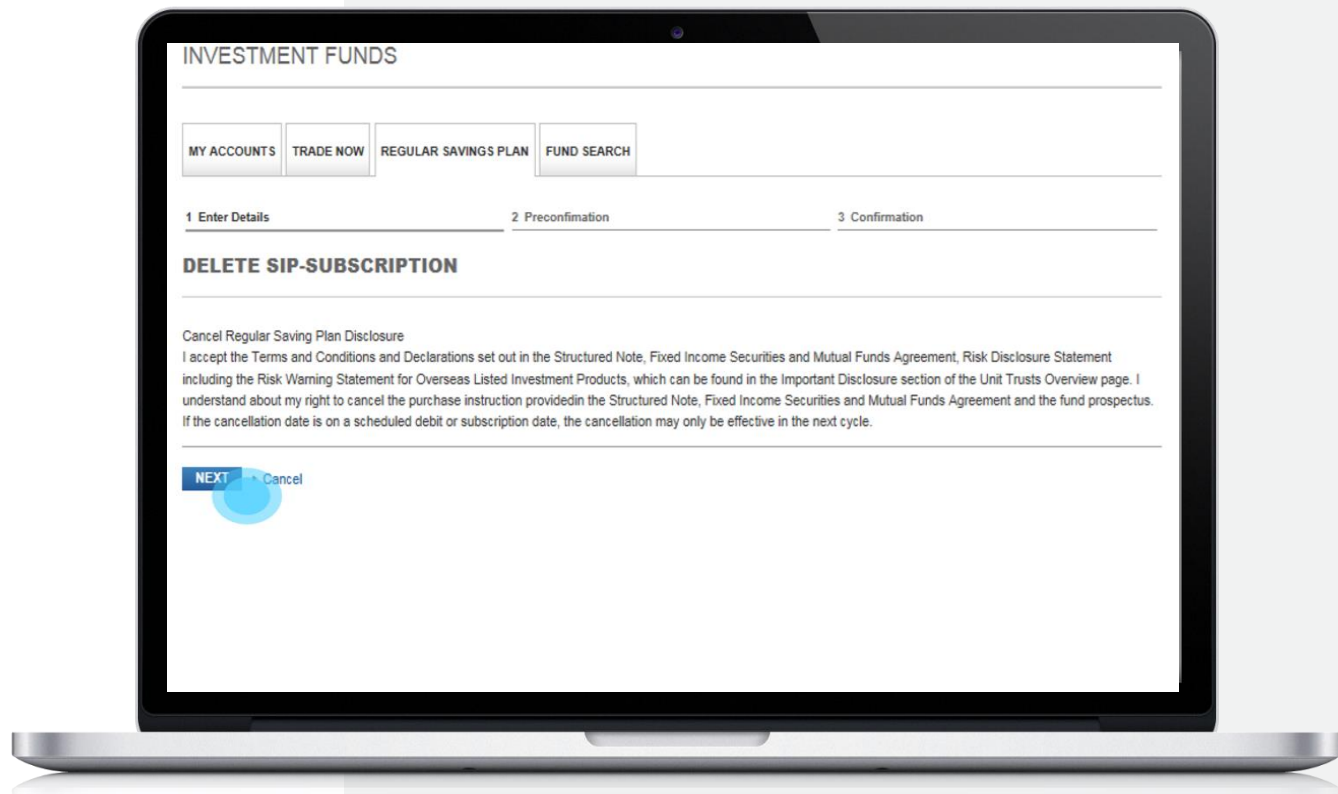 INVESTMENT FUNDS
MY ACCOUNTS TRADE NOW REGULAR SAVINGS PLAN FUND SEARCH
1 Enter Details 2 Preconfimation 3 Confirmation
DELETE SIP-SUBSCRIPTION
Cancel Regular Saving Plan Disclosure
I accept the Terms and Conditions and Declarations set out in the Structured Note, Fixed Income Securities and Mutual Funds Agreement, Risk Disclosure Statement
including the Risk Warning Statement for Overseas Listed Investment Products, which can be found in the Important Disclosure section of the Unit Trusts Overview page. I
understand about my right to cancel the purchase instruction providedin the Structured Note, Fixed Income Securities and Mutual Funds Agreement and the fund prospectus.
If the cancellation date is on a scheduled debit or subscription date, the cancellation may only be effective in the next cycle.
NEXT Cancel